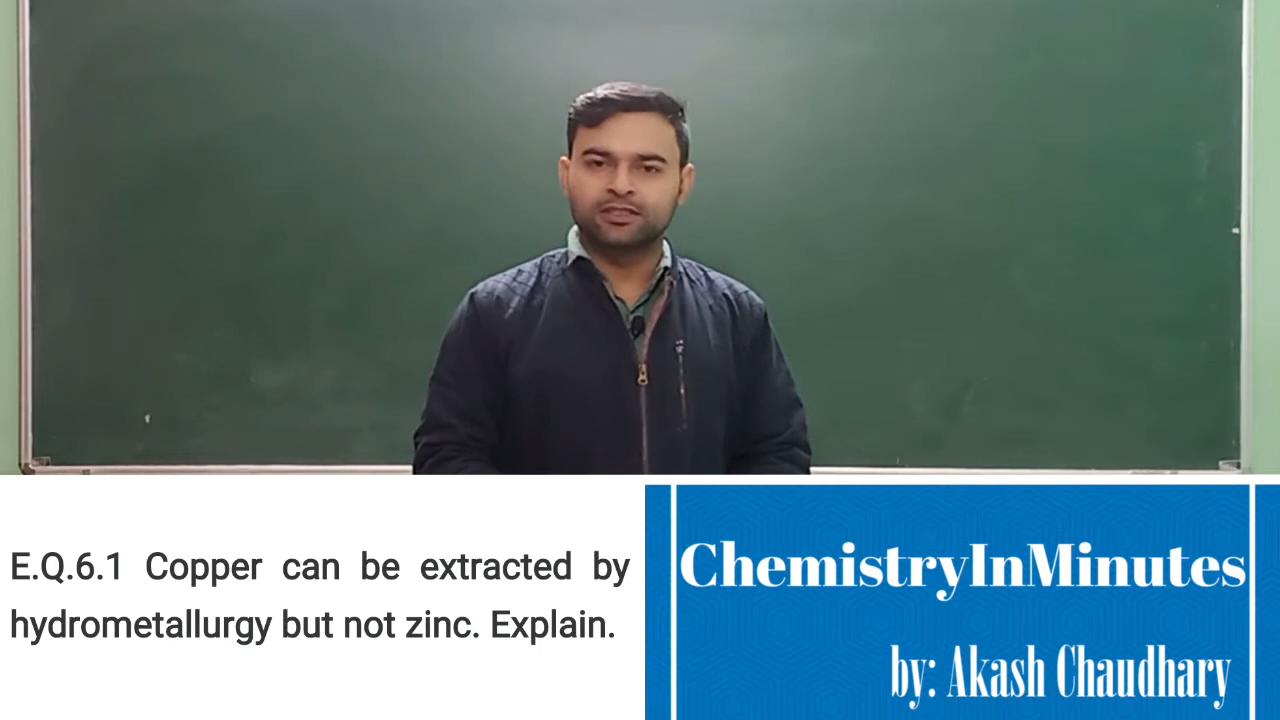 E.Q.6.1 Copper can be extracted by
hydrometallurgy but not zinc. Explain.
ChemistryInMinutes
by: Akash Chaudhary